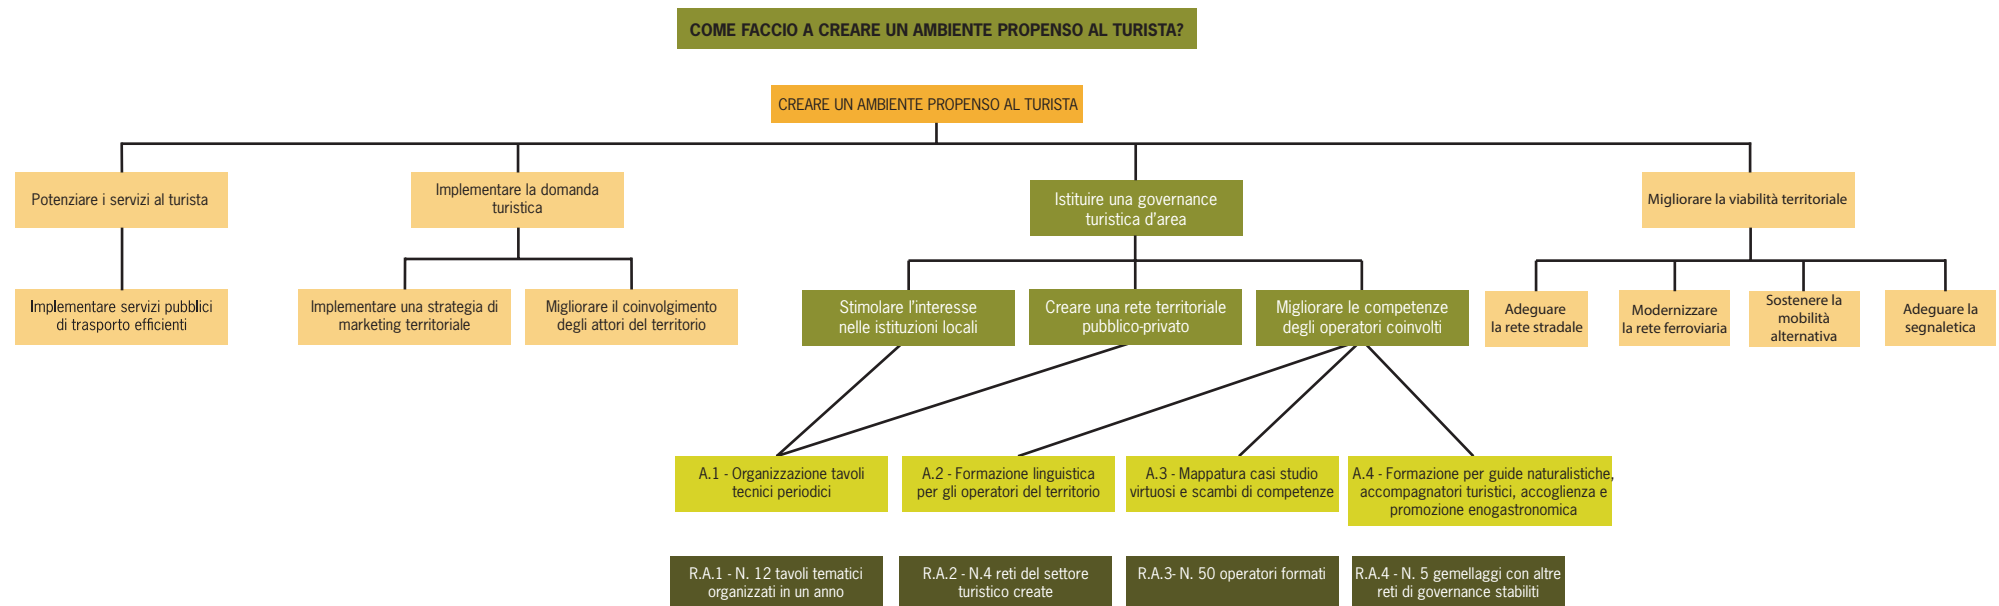 COME FACCIO A CREARE UN AMBIENTE PROPENSO AL TURISTA?
CREARE UN AMBIENTE PROPENSO AL TURISTA
Potenziare i servizi al turista
Implementare la domanda
turistica
Istituire una governance
turistica d’area
Migliorare la viabilità territoriale
Implementare servizi pubblici
di trasporto efficienti
Implementare una strategia di
marketing territoriale
Migliorare il coinvolgimento
degli attori del territorio
Stimolare l’interesse
nelle istituzioni locali
Creare una rete territoriale
pubblico-privato
Migliorare le competenze
degli operatori coinvolti
Adeguare
la rete stradale
Modernizzare
la rete ferroviaria
Sostenere la
mobilità
alternativa
Adeguare la
segnaletica
A.1 - Organizzazione tavoli
tecnici periodici
A.2 - Formazione linguistica
per gli operatori del territorio
A.3 - Mappatura casi studio
virtuosi e scambi di competenze
A.4 - Formazione per guide naturalistiche,
accompagnatori turistici, accoglienza e
promozione enogastronomica
R.A.1 - N. 12 tavoli tematici
organizzati in un anno
R.A.2 - N.4 reti del settore
turistico create
R.A.3- N. 50 operatori formati
R.A.4 - N. 5 gemellaggi con altre
reti di governance stabiliti